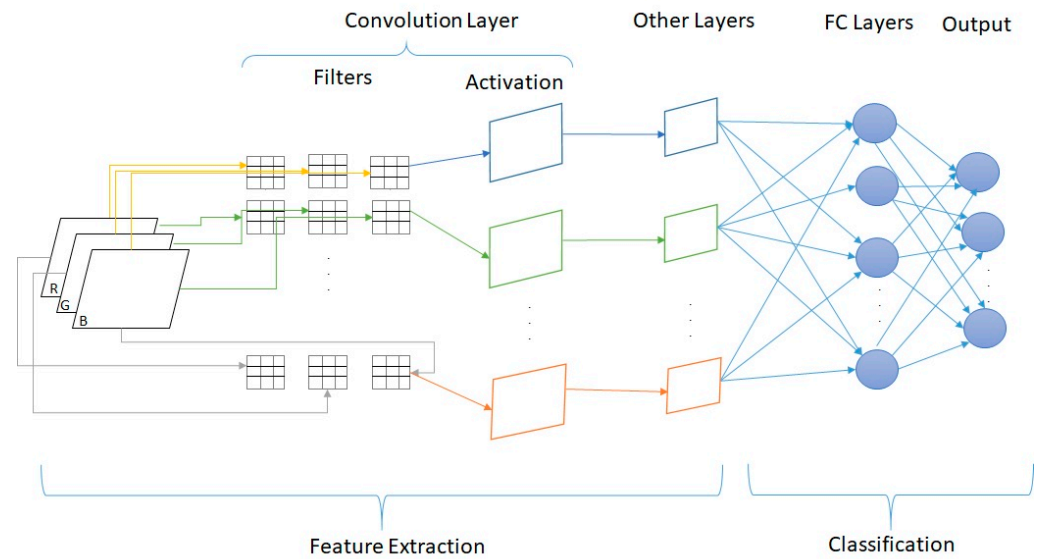 Convolution Layer
Other Layers
FC Layers
Output
Filters
Activation
R
G
B
Feature Extraction
Classification